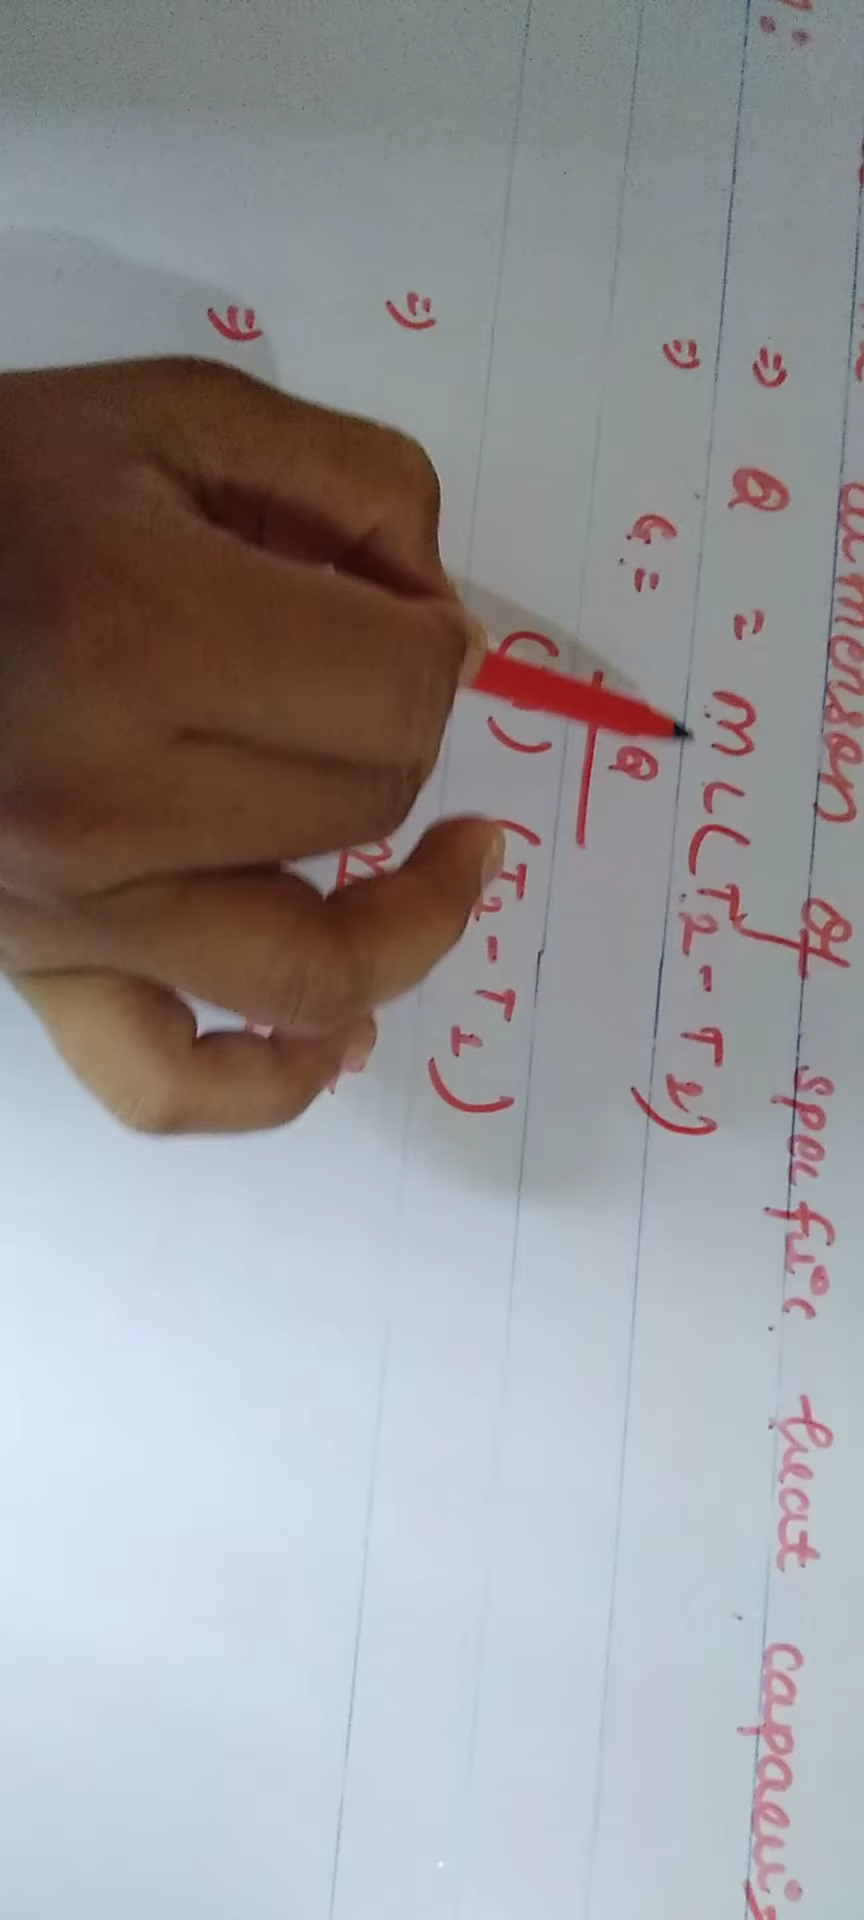 dimension of specific heat capaci
⇒ Q = mc(T2 - T1)
⇒ C = Q
( ) (T2 - T1)
⇒
⇒